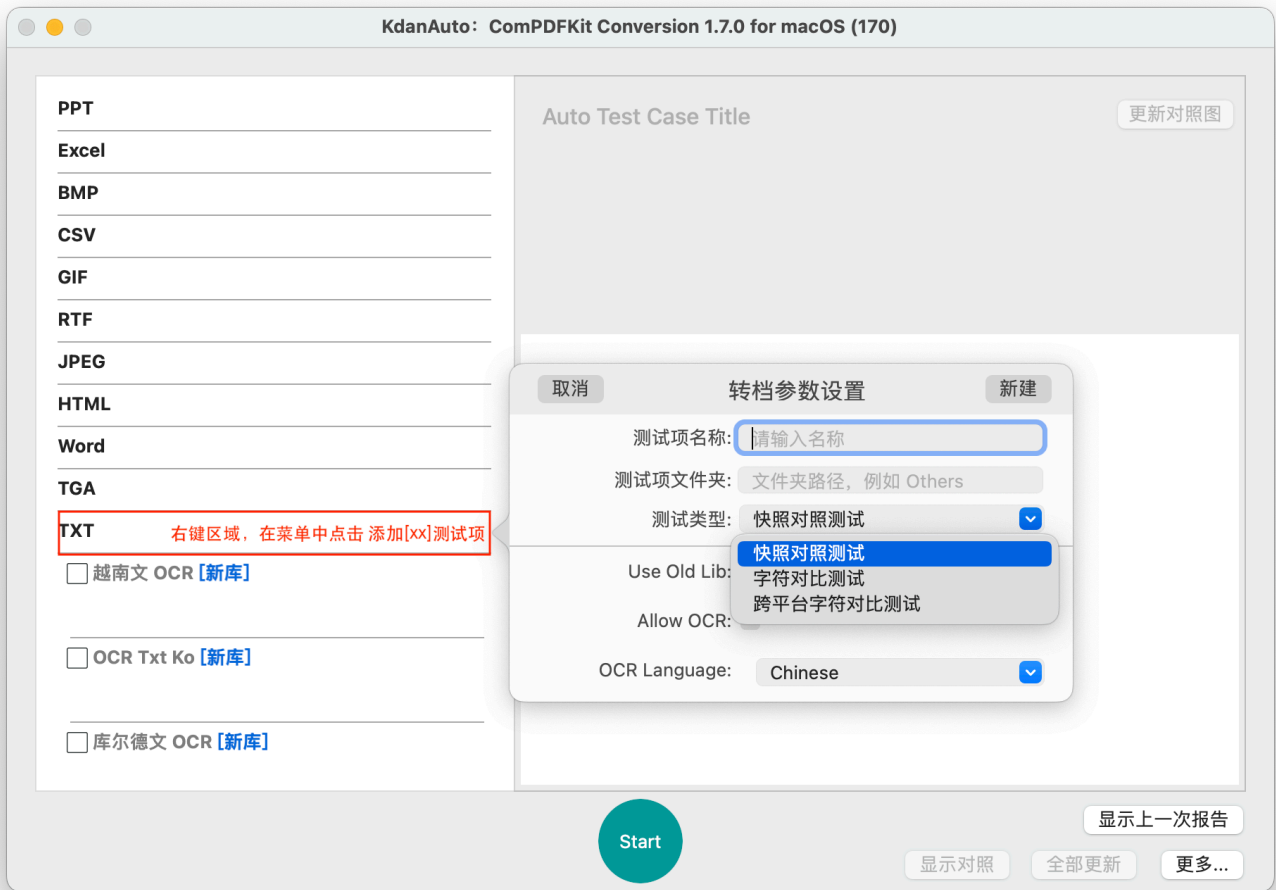 KdanAuto：ComPDFKit Conversion 1.7.0 for macOS (170)
PPT
Excel
BMP
CSV
GIF
RTF
JPEG
HTML
Word
TGA
TXT 右键区域，在菜单中点击 添加[xx]测试项
越南文 OCR [新库]
OCR Txt Ko [新库]
库尔德文 OCR [新库]
Auto Test Case Title
更新对照图
取消 转档参数设置 新建
测试项名称: 请输入名称
测试项文件夹: 文件夹路径，例如 Others
测试类型: 快照对照测试
快照对照测试
字符对比测试
跨平台字符对比测试
Use Old Lib:
Allow OCR:
OCR Language: Chinese
Start
显示上一次报告
显示对照 全部更新 更多...